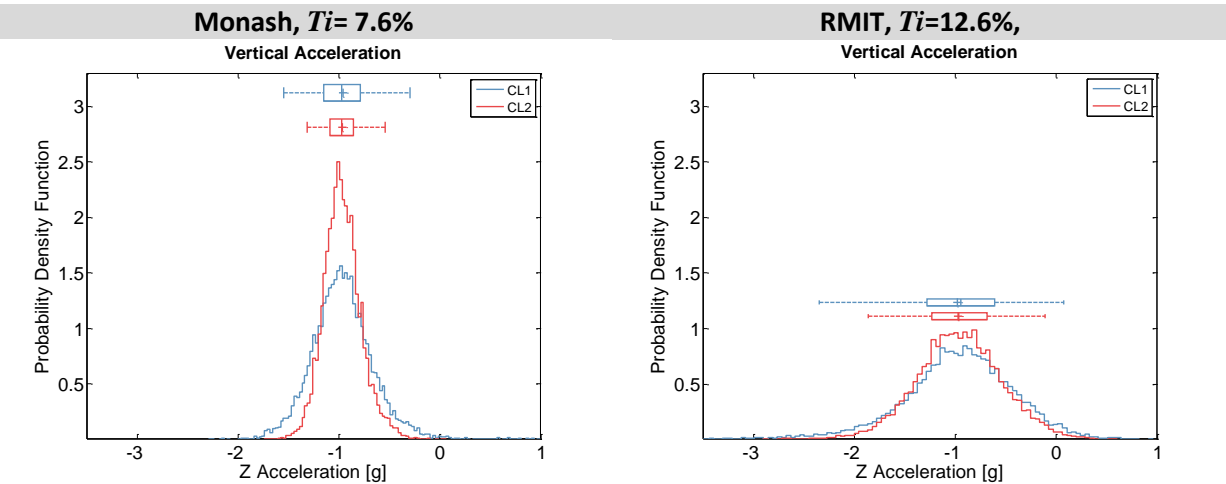 Monash, Ti= 7.6%
RMIT, Ti=12.6%,
Vertical Acceleration
CL1
CL2
3
2.5
2
1.5
1
0.5
Probability Density Function
-3
-2
-1
0
1
Z Acceleration [g]
Vertical Acceleration
CL1
CL2
3
2.5
2
1.5
1
0.5
Probability Density Function
-3
-2
-1
0
1
Z Acceleration [g]